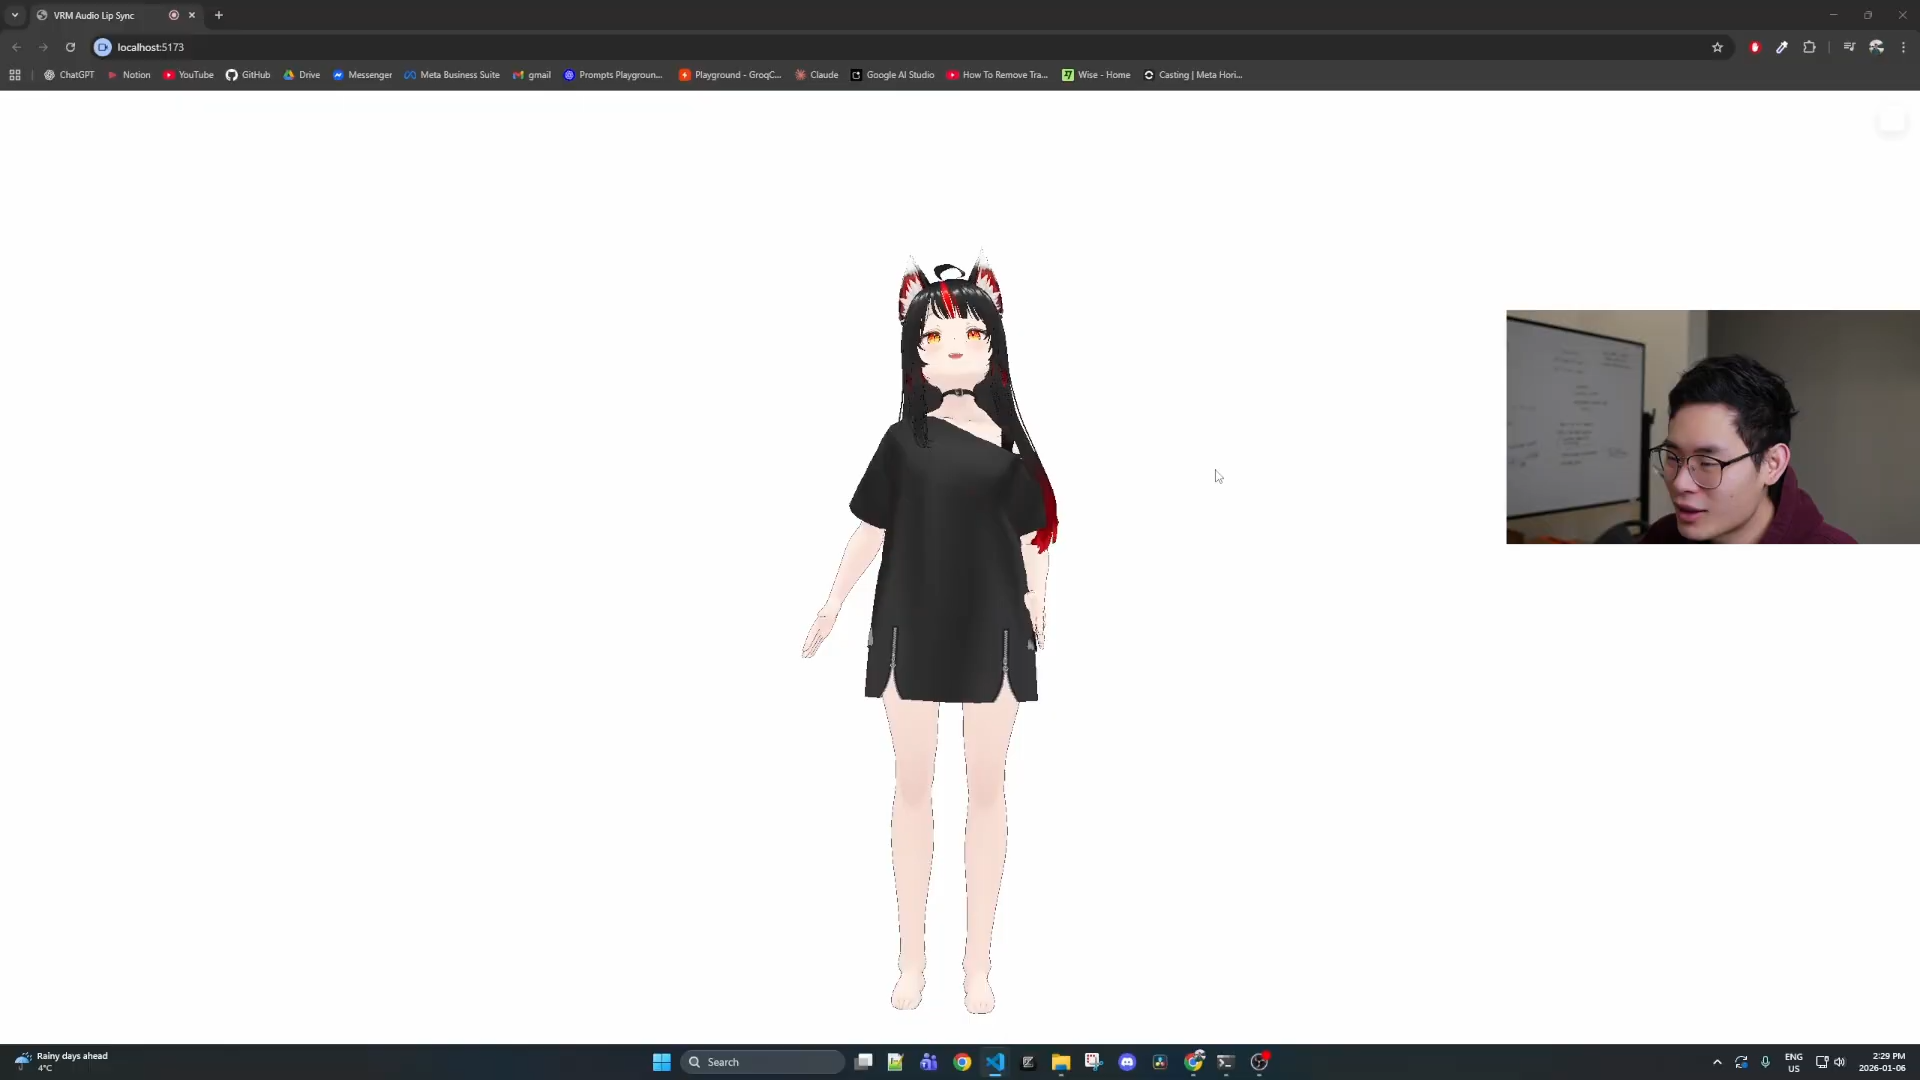 VRM Audio Lip Sync
localhost:5173
ChatGPT Notion YouTube GitHub Drive Messenger Meta Business Suite gmail Prompts Playgroun... Playground - GroqC... Claude Google AI Studio How To Remove Tra... Wise - Home Casting | Meta Hori...
Rainy days ahead
4°C
Search
ENG
US
2:29 PM
2026-01-06